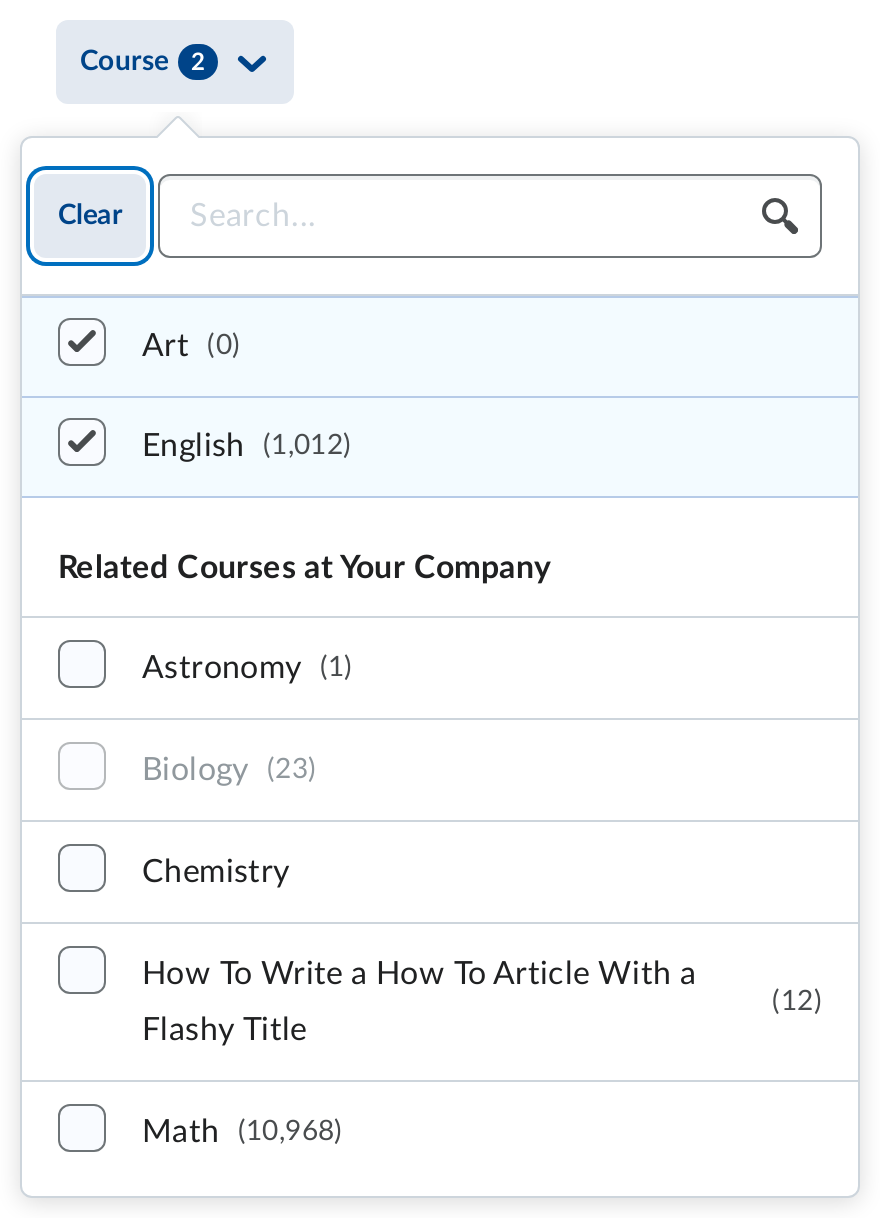 Course 2
Clear Search...
Art (0)
English (1,012)
Related Courses at Your Company
Astronomy (1)
Biology (23)
Chemistry
How To Write a How To Article With a
Flashy Title
(12)
Math (10,968)